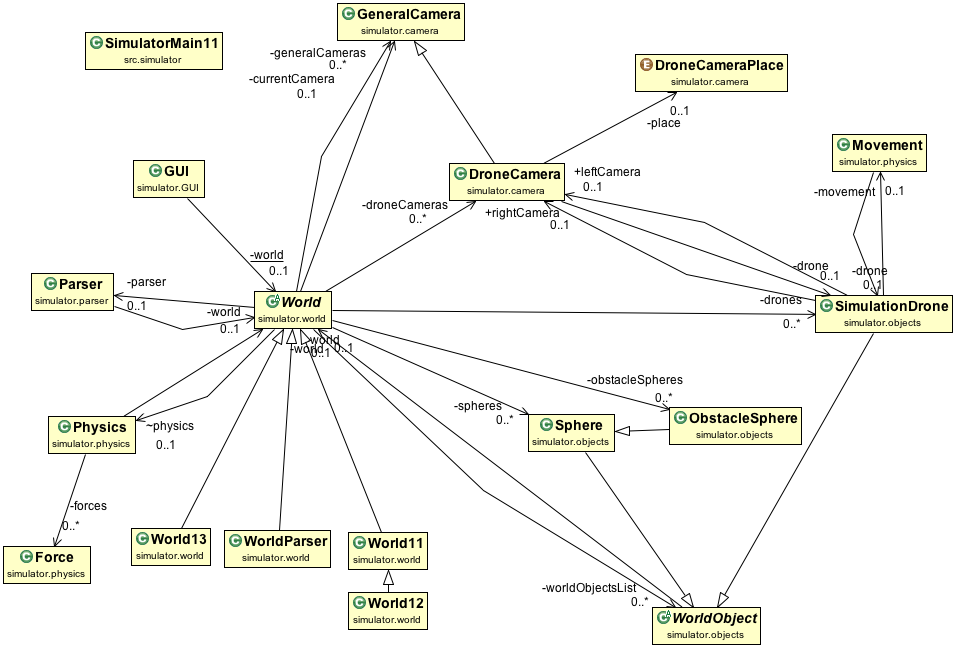 GeneralCamera
simulator.camera
SimulatorMain11
src.simulator
-generalCameras
0..*
-currentCamera
0..1
DroneCameraPlace
simulator.camera
0..1
-place
Movement
simulator.physics
GUI
simulator.GUI
DroneCamera
simulator.camera
+leftCamera
0..1
-movement
0..1
-droneCameras
0..*
+rightCamera
0..1
-world
0..1
-drone
0..1
-drone
0..1
Parser
simulator.parser
-parser
0..1
World
simulator.world
-world
0..1
-drones
0..*
SimulationDrone
simulator.objects
-world
0..1
-world
0..1
-obstacleSpheres
0..*
-spheres
0..*
Physics
simulator.physics
~physics
0..1
Sphere
simulator.objects
ObstacleSphere
simulator.objects
-forces
0..*
World13
simulator.world
WorldParser
simulator.world
World11
simulator.world
Force
simulator.physics
World12
simulator.world
-worldObjectsList
0..*
WorldObject
simulator.objects